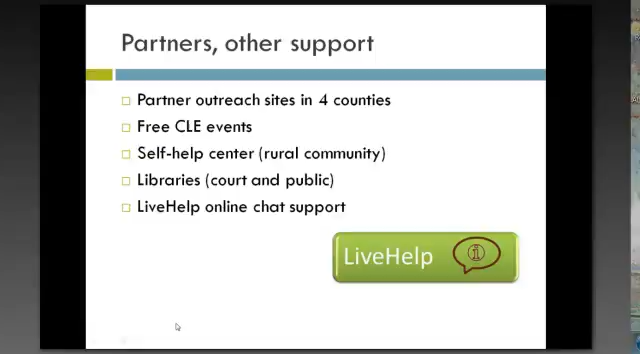 Partners, other support
Partner outreach sites in 4 counties
Free CLE events
Self-help center (rural community)
Libraries (court and public)
LiveHelp online chat support
LiveHelp i